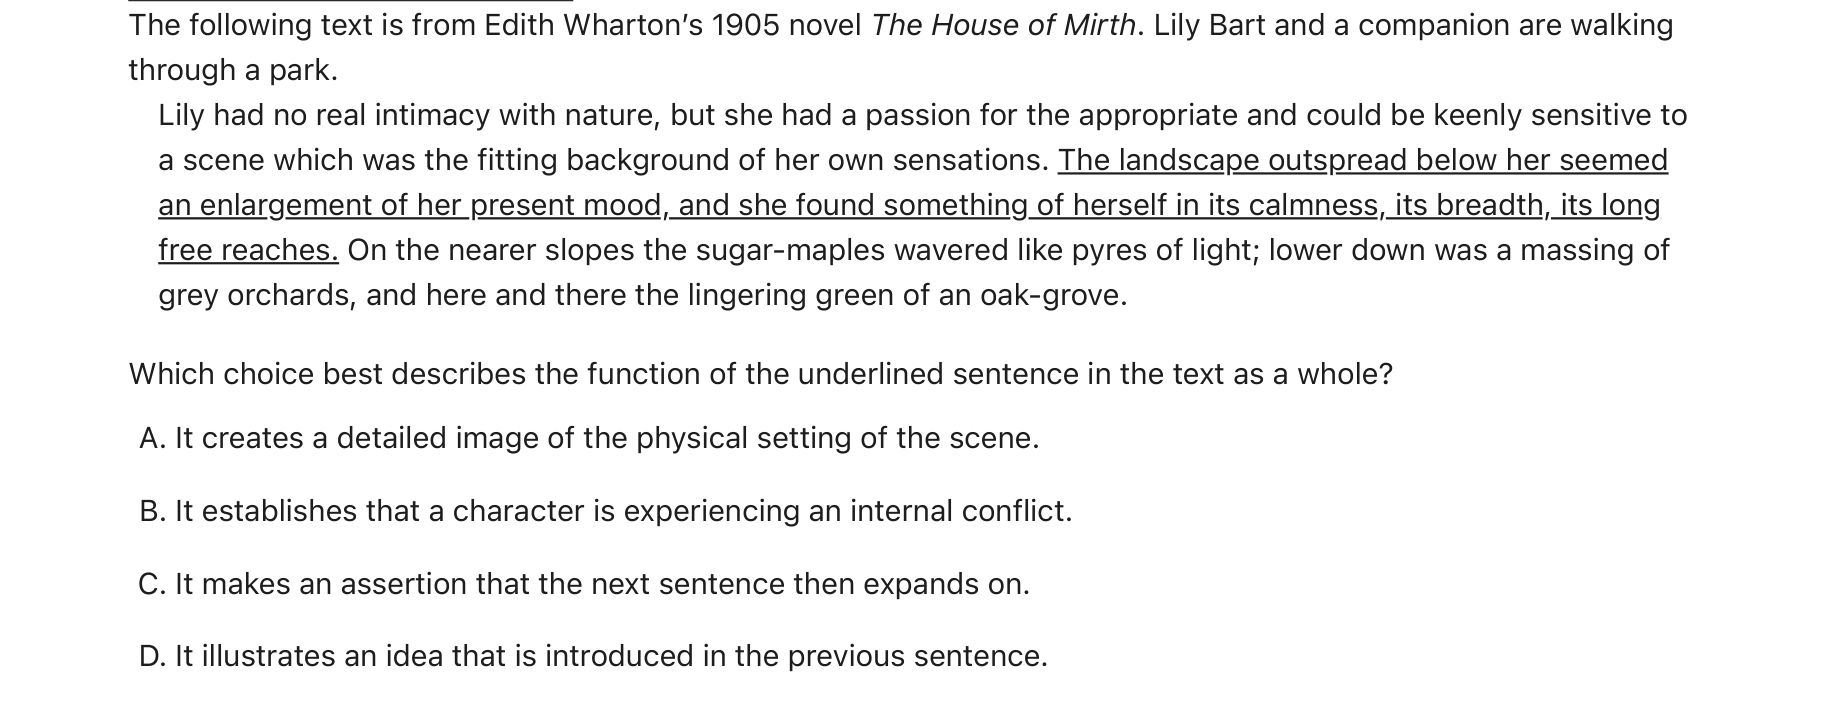 The following text is from Edith Wharton’s 1905 novel The House of Mirth. Lily Bart and a companion are walking
through a park.
Lily had no real intimacy with nature, but she had a passion for the appropriate and could be keenly sensitive to
a scene which was the fitting background of her own sensations. The landscape outspread below her seemed
an enlargement of her present mood, and she found something of herself in its calmness, its breadth, its long
free reaches. On the nearer slopes the sugar-maples wavered like pyres of light; lower down was a massing of
grey orchards, and here and there the lingering green of an oak-grove.
Which choice best describes the function of the underlined sentence in the text as a whole?
A. It creates a detailed image of the physical setting of the scene.
B. It establishes that a character is experiencing an internal conflict.
C. It makes an assertion that the next sentence then expands on.
D. It illustrates an idea that is introduced in the previous sentence.